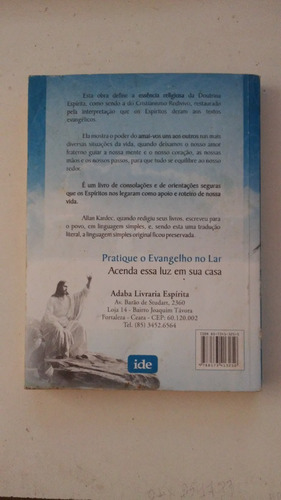 Esta obra define a essência religiosa da Doutrina
Espírita, como sendo a do Cristianismo Redivivo, restaurado
pela interpretação que os Espíritos deram aos textos
evangélicos.
Ela mostra o poder do amai-vos uns aos outros nas mais
diversas situações da vida, quando deixamos o nosso amor
fraterno guiar a nossa mente e o nosso coração, as nossas
mãos e os nossos passos, para que tudo se equilibre ao nosso
redor.
É um livro de consolações e de orientações seguras
que os Espíritos nos legaram como apoio e roteiro de nossa
vida.
Allan Kardec, quando redigiu seus livros, escreveu para
o povo, em linguagem simples, e, sendo esta uma tradução
literal, a linguagem simples original ficou preservada.
Pratique o Evangelho no Lar
Acenda essa luz em sua casa
Adaba Livraria Espírita
Av. Barão de Studart, 2360
Loja 14 - Bairro Joaquim Távora
Fortaleza - Ceará - CEP: 60.120.002
Tel. (85) 3452.6564
ide